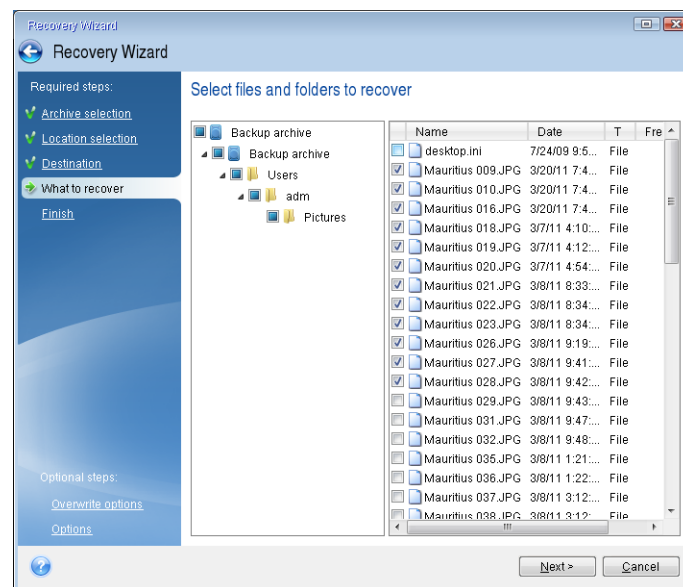 Recovery Wizard
Recovery Wizard
Required steps:
Archive selection
Location selection
Destination
What to recover
Finish
Optional steps:
Overwrite options
Options
Select files and folders to recover
Backup archive
Backup archive
Users
adm
Pictures
Name Date T Fre
desktop.ini 7/24/09 9:5... File
Mauritius 009.JPG 3/20/11 7:4... File
Mauritius 010.JPG 3/20/11 7:4... File
Mauritius 016.JPG 3/20/11 7:4... File
Mauritius 018.JPG 3/7/11 4:10:... File
Mauritius 019.JPG 3/7/11 4:12:... File
Mauritius 020.JPG 3/7/11 4:54:... File
Mauritius 021.JPG 3/8/11 8:33:... File
Mauritius 022.JPG 3/8/11 8:34:... File
Mauritius 023.JPG 3/8/11 8:34:... File
Mauritius 026.JPG 3/8/11 9:19:... File
Mauritius 027.JPG 3/8/11 9:41:... File
Mauritius 028.JPG 3/8/11 9:42:... File
Mauritius 029.JPG 3/8/11 9:43:... File
Mauritius 031.JPG 3/8/11 9:47:... File
Mauritius 032.JPG 3/8/11 9:48:... File
Mauritius 035.JPG 3/8/11 1:21:... File
Mauritius 036.JPG 3/8/11 1:22:... File
Mauritius 037.JPG 3/8/11 3:12:... File
Mauritius 038.JPG 3/8/11 3:12:... File
Next >
Cancel